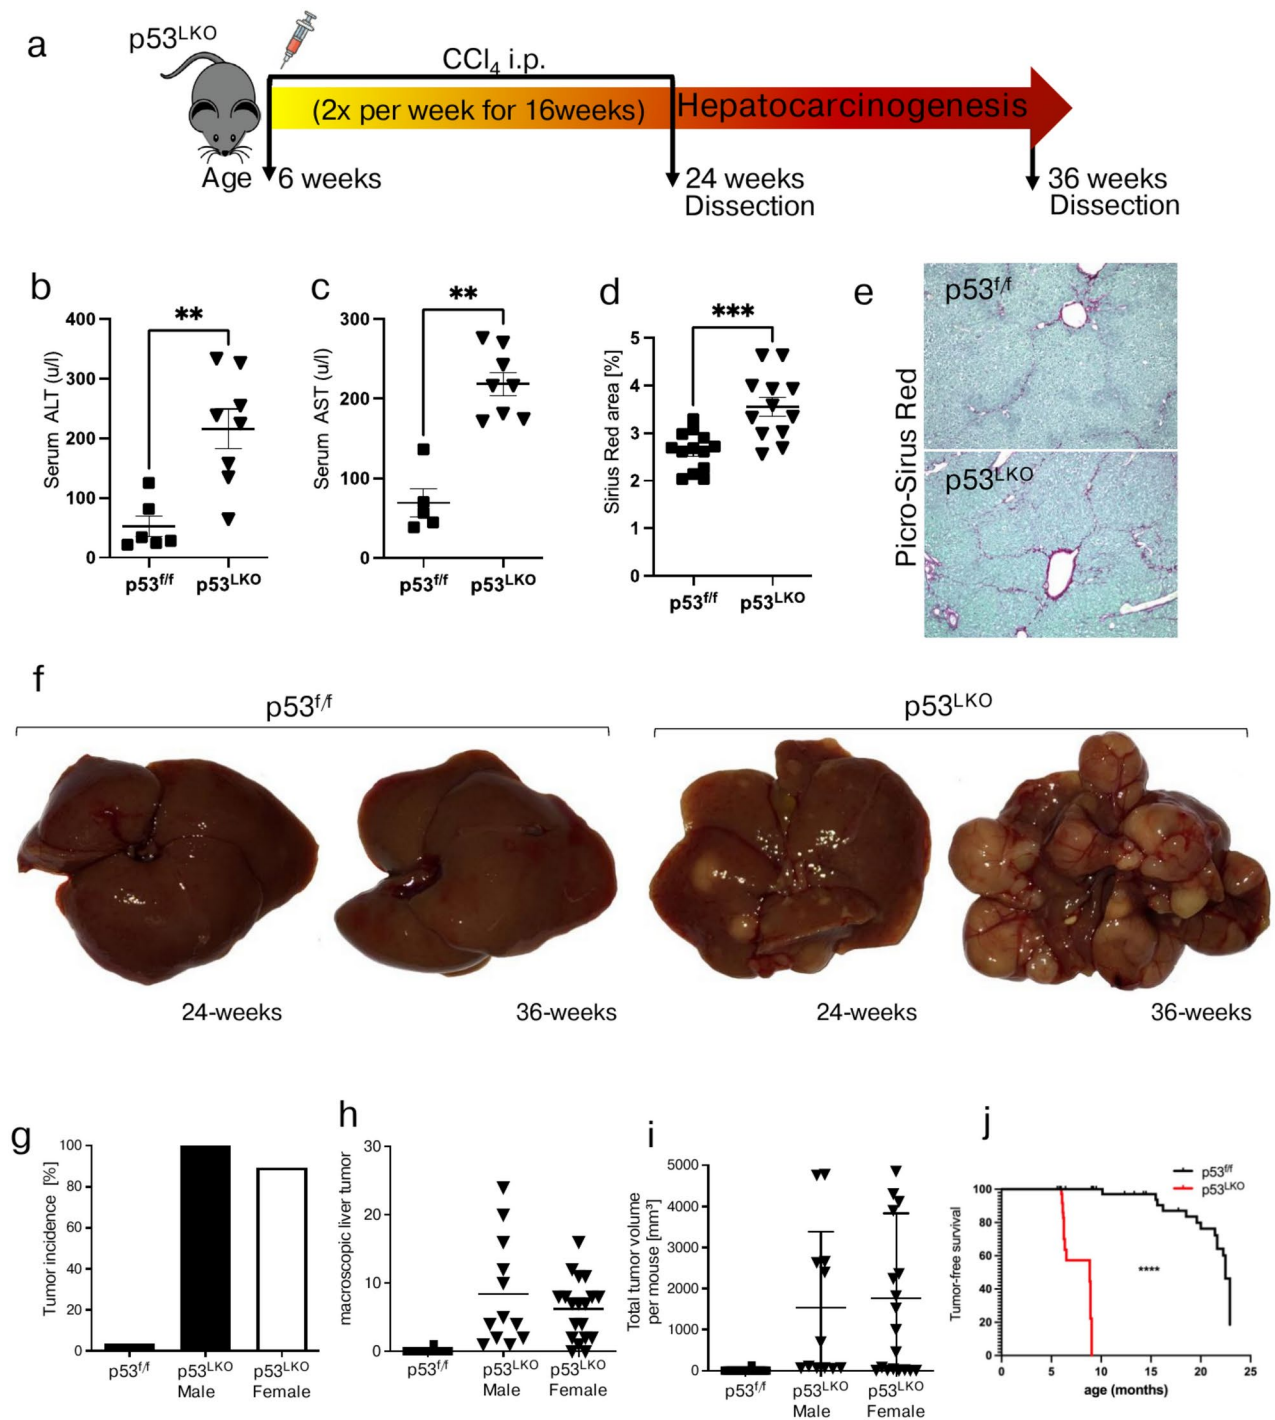 a
p53LKO
CCl4 i.p.
(2x per week for 16weeks)
Hepatocarcinogenesis
Age
6 weeks
24 weeks
Dissection
36 weeks
Dissection
b
400
300
200
100
0
Serum ALT (u/l)
**
p53f/f
p53LKO
c
300
200
100
0
Serum AST (u/l)
**
p53f/f
p53LKO
d
5
4
3
2
1
0
Sirius Red area [%]
***
p53f/f
p53LKO
e
Picro-Sirus Red
p53f/f
p53LKO
f
p53f/f
p53LKO
24-weeks
36-weeks
24-weeks
36-weeks
g
100
80
60
40
20
0
Tumor incidence [%]
p53f/f
p53LKO
Male
p53LKO
Female
h
30
20
10
0
macroscopic liver tumor
p53f/f
p53LKO
Male
p53LKO
Female
i
5000
4000
3000
2000
1000
0
Total tumor volume
per mouse [mm³]
p53f/f
p53LKO
Male
p53LKO
Female
j
p53f/f
p53LKO
100
80
60
40
20
0
Tumor-free survival
****
0
5
10
15
20
25
age (months)